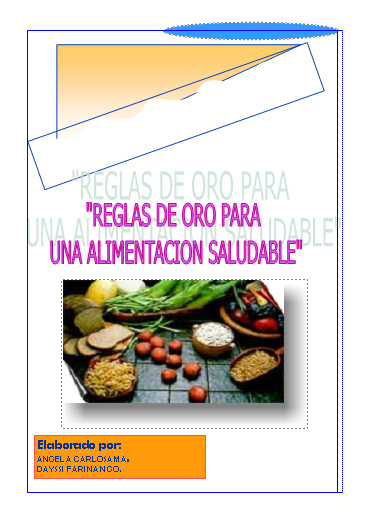 "REGLAS DE ORO PARA
UNA ALIMENTACION SALUDABLE"
"REGLAS DE ORO PARA
UNA ALIMENTACION SALUDABLE"
Elaborado por:
ANGELA CARLOSAMA.
DAYSSI FARINANGO.